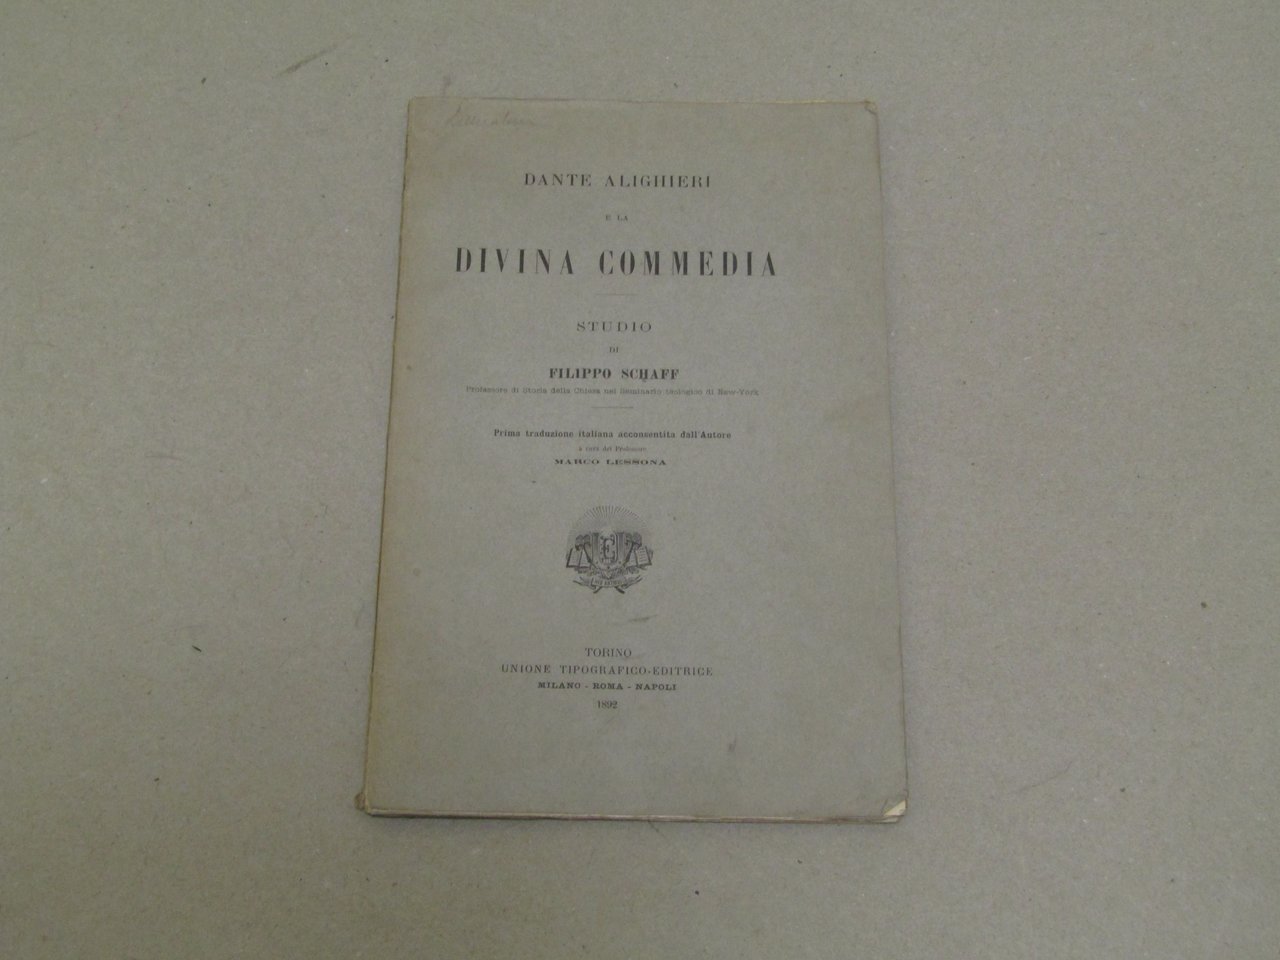 DANTE ALIGHIERI
E LA
DIVINA COMMEDIA
STUDIO
DI
FILIPPO SCHAFF
Professore di Storia della Chiesa nel Seminario teologico di New-York
Prima traduzione italiana acconsentita dall'Autore
a cura del Professore
MARCO LESSONA
TORINO
UNIONE TIPOGRAFICO-EDITRICE
MILANO - ROMA - NAPOLI
1892